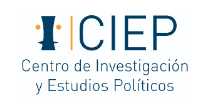 CIEP
Centro de Investigación
y Estudios Políticos